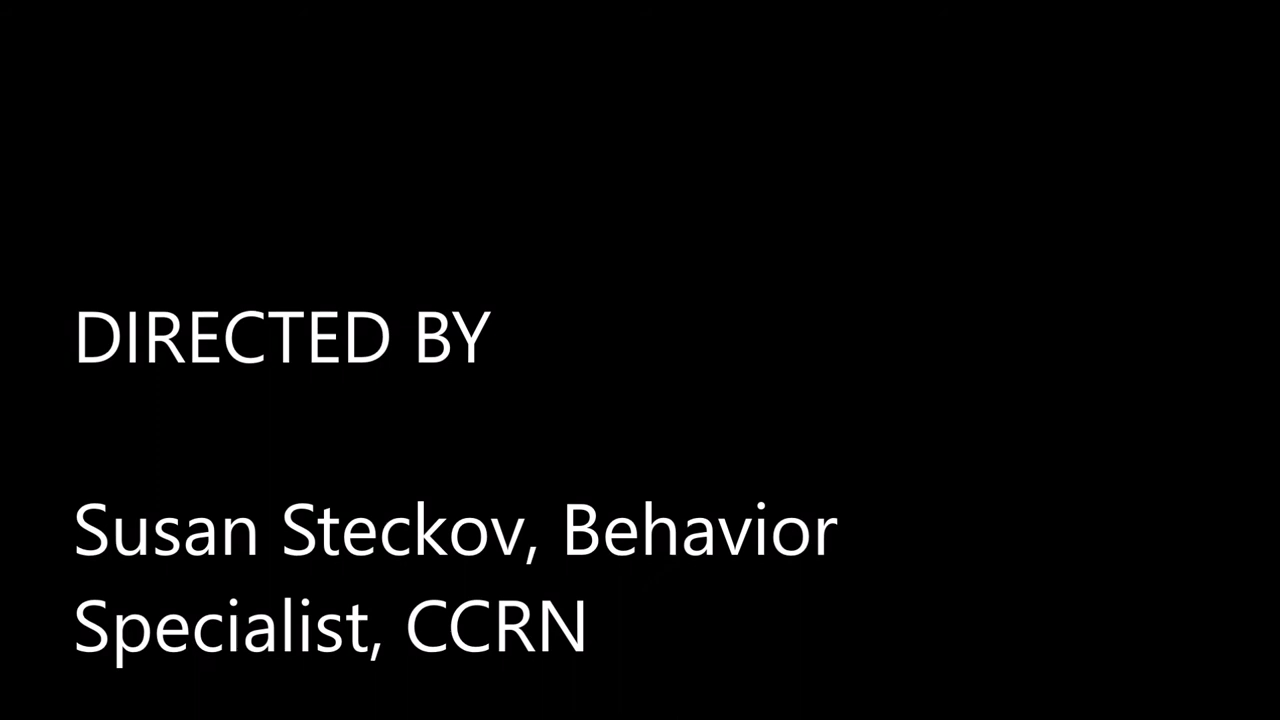 DIRECTED BY
Susan Steckov, Behavior
Specialist, CCRN